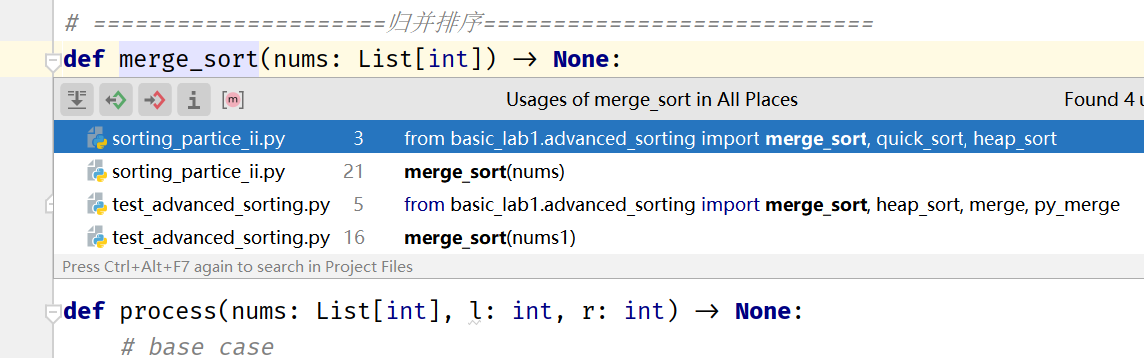 # =====================归并排序==========================
def merge_sort(nums: List[int]) → None:
Usages of merge_sort in All Places Found 4 u
sorting_partice_ii.py 3 from basic_lab1.advanced_sorting import merge_sort, quick_sort, heap_sort
sorting_partice_ii.py 21 merge_sort(nums)
test_advanced_sorting.py 5 from basic_lab1.advanced_sorting import merge_sort, heap_sort, merge, py_merge
test_advanced_sorting.py 16 merge_sort(nums1)
Press Ctrl+Alt+F7 again to search in Project Files
def process(nums: List[int], l: int, r: int) → None:
# base case